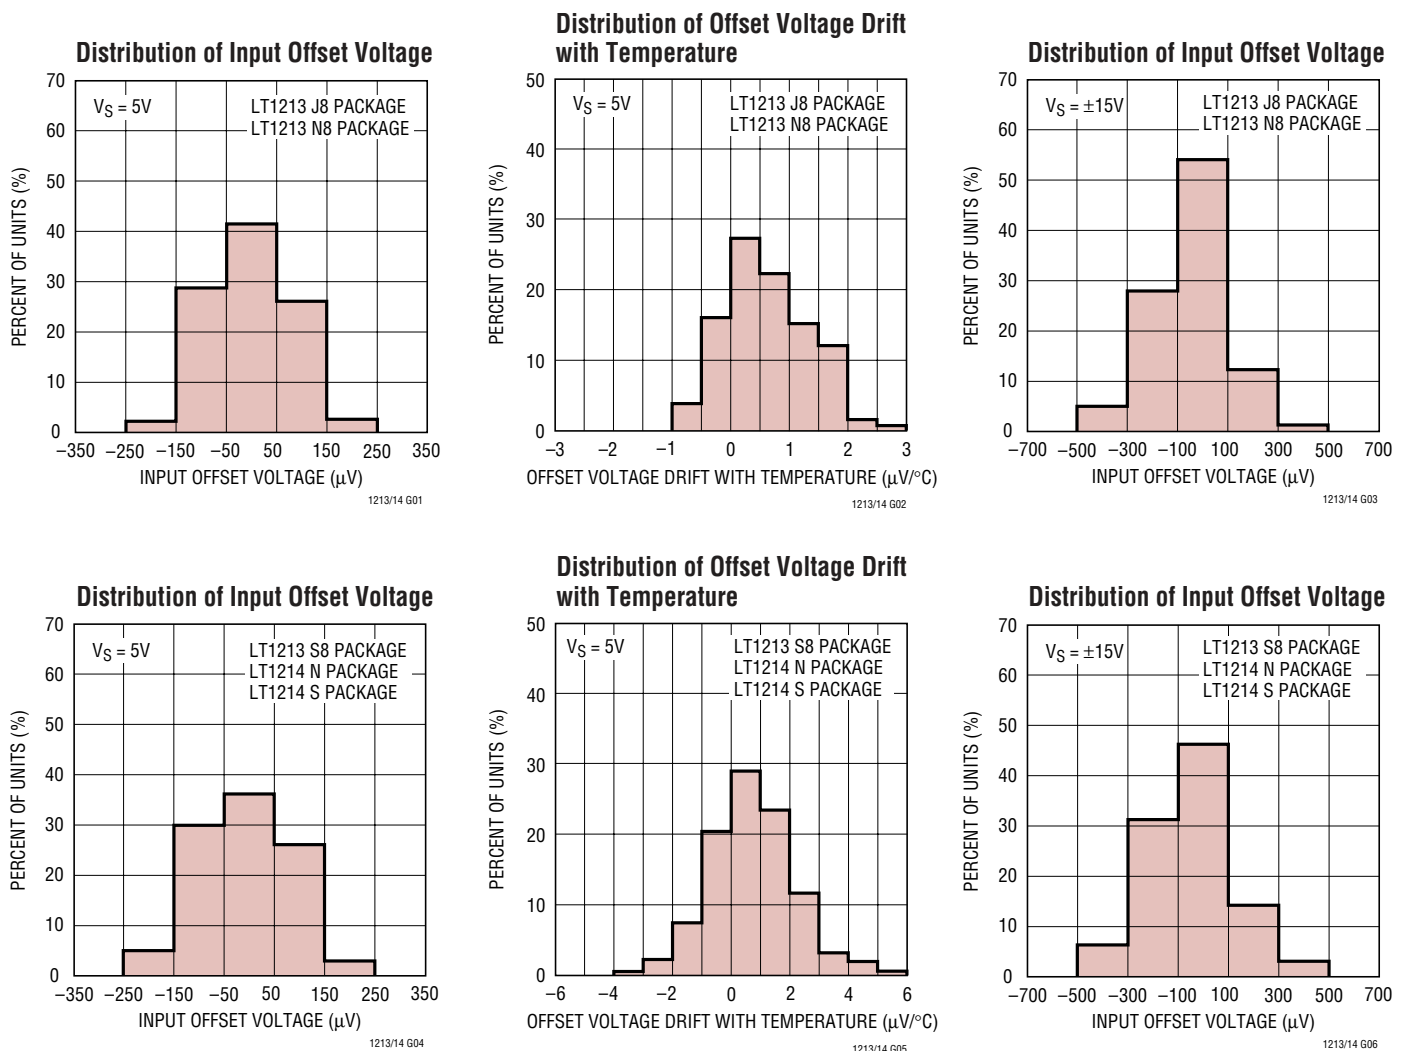 Distribution of Input Offset Voltage
70
60
50
40
30
20
10
0
PERCENT OF UNITS (%)
VS = 5V
LT1213 J8 PACKAGE
LT1213 N8 PACKAGE
–350 –250 –150 –50 50 150 250 350
INPUT OFFSET VOLTAGE (µV)
1213/14 G01
Distribution of Offset Voltage Drift
with Temperature
50
40
30
20
10
0
PERCENT OF UNITS (%)
VS = 5V
LT1213 J8 PACKAGE
LT1213 N8 PACKAGE
–3 –2 –1 0 1 2 3
OFFSET VOLTAGE DRIFT WITH TEMPERATURE (µV/°C)
1213/14 G02
Distribution of Input Offset Voltage
70
60
50
40
30
20
10
0
PERCENT OF UNITS (%)
VS = ±15V
LT1213 J8 PACKAGE
LT1213 N8 PACKAGE
–700 –500 –300 –100 100 300 500 700
INPUT OFFSET VOLTAGE (µV)
1213/14 G03
Distribution of Input Offset Voltage
70
60
50
40
30
20
10
0
PERCENT OF UNITS (%)
VS = 5V
LT1213 S8 PACKAGE
LT1214 N PACKAGE
LT1214 S PACKAGE
–350 –250 –150 –50 50 150 250 350
INPUT OFFSET VOLTAGE (µV)
1213/14 G04
Distribution of Offset Voltage Drift
with Temperature
50
40
30
20
10
0
PERCENT OF UNITS (%)
VS = 5V
LT1213 S8 PACKAGE
LT1214 N PACKAGE
LT1214 S PACKAGE
–6 –4 –2 0 2 4 6
OFFSET VOLTAGE DRIFT WITH TEMPERATURE (µV/°C)
1213/14 G05
Distribution of Input Offset Voltage
70
60
50
40
30
20
10
0
PERCENT OF UNITS (%)
VS = ±15V
LT1213 S8 PACKAGE
LT1214 N PACKAGE
LT1214 S PACKAGE
–700 –500 –300 –100 100 300 500 700
INPUT OFFSET VOLTAGE (µV)
1213/14 G06